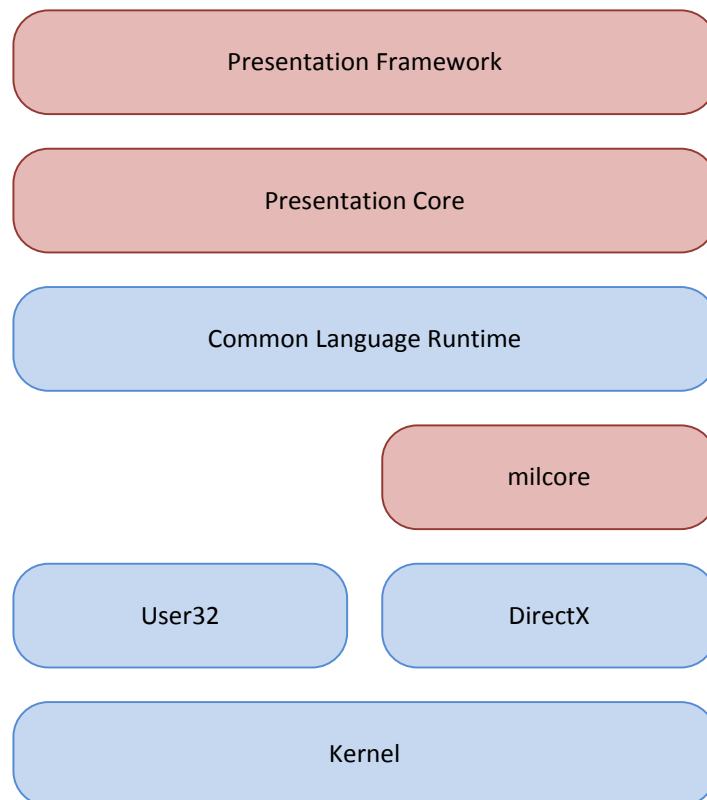 Presentation Framework
Presentation Core
Common Language Runtime
milcore
User32
DirectX
Kernel